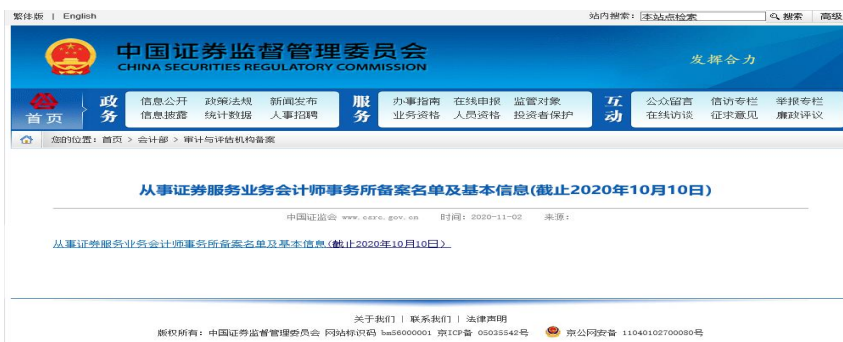 繁体版 | English
站内搜索: 本站点检索 搜索 高级
中国证券监督管理委员会
CHINA SECURITIES REGULATORY COMMISSION
发挥合力
首页
政务
信息公开 政策法规 新闻发布
信息披露 统计数据 人事招聘
服务
办事指南 在线申报 监管对象
业务资格 人员资格 投资者保护
互动
公众留言 信访专栏 举报专栏
在线访谈 征求意见 廉政评议
您的位置: 首页 > 会计部 > 审计与评估机构备案
从事证券服务业务会计师事务所备案名单及基本信息(截止2020年10月10日)
中国证监会 www.csrc.gov.cn 时间: 2020-11-02 来源:
从事证券服务业务会计师事务所备案名单及基本信息(截止2020年10月10日)
关于我们 | 联系我们 | 法律声明
版权所有: 中国证券监督管理委员会 网站标识码 bm56000001 京ICP备 05035542号 京公网安备 11040102700080号